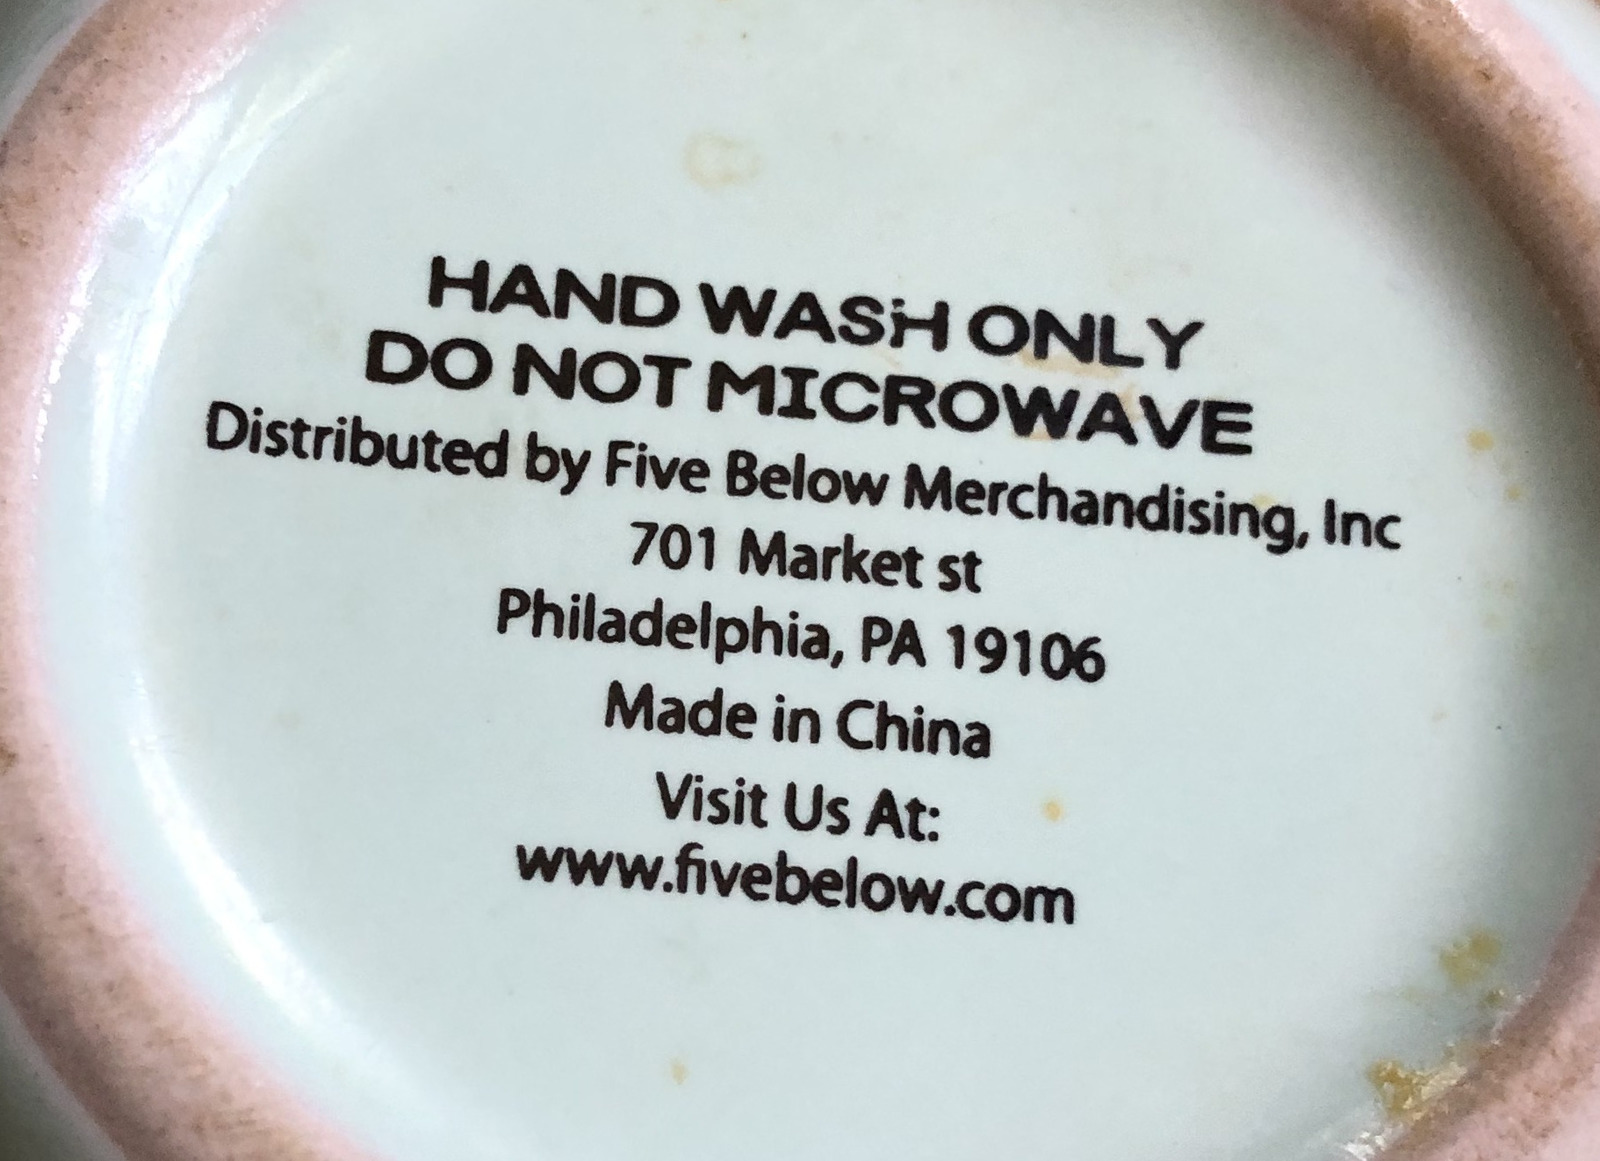 HAND WASH ONLY
DO NOT MICROWAVE
Distributed by Five Below Merchandising, Inc
701 Market st
Philadelphia, PA 19106
Made in China
Visit Us At:
www.fivebelow.com